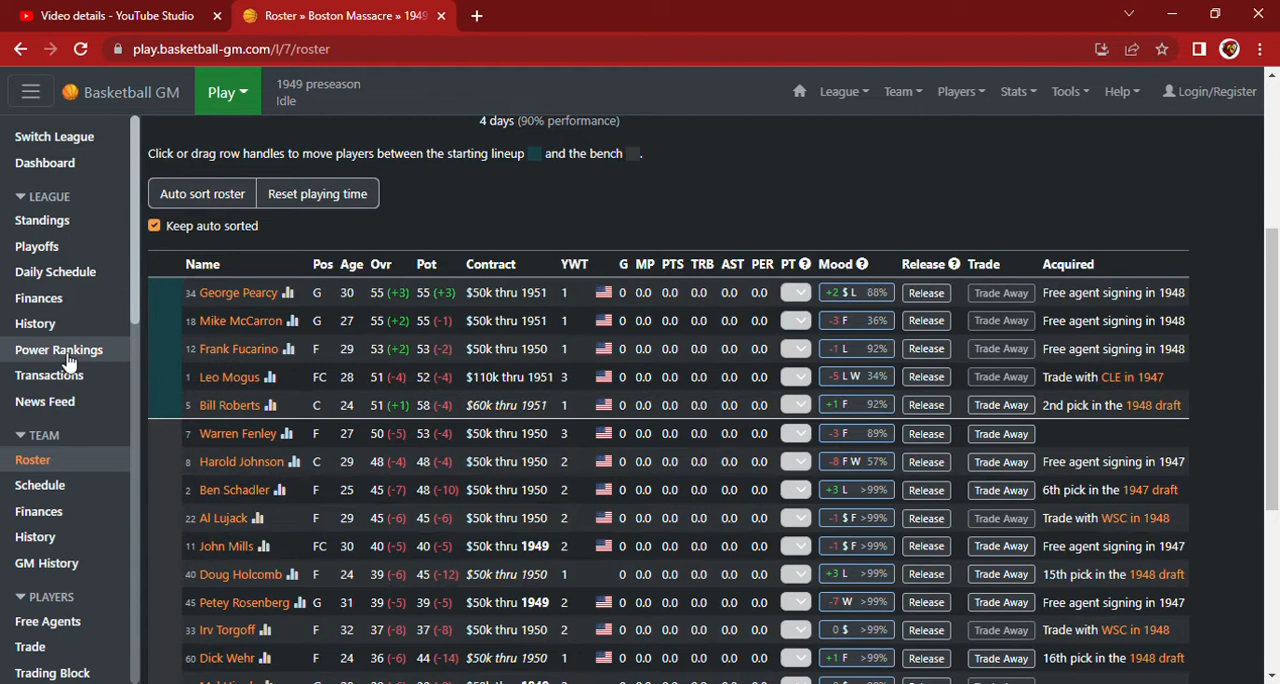 Video details - YouTube Studio
Roster » Boston Massacre » 1949
play.basketball-gm.com/l/7/roster
Basketball GM
Play
1949 preseason
Idle
League Team Players Stats Tools Help Login/Register
Switch League
Dashboard
LEAGUE
Standings
Playoffs
Daily Schedule
Finances
History
Power Rankings
Transactions
News Feed
TEAM
Roster
Schedule
Finances
History
GM History
PLAYERS
Free Agents
Trade
Trading Block
4 days (90% performance)
Click or drag row handles to move players between the starting lineup and the bench .
Auto sort roster Reset playing time
Keep auto sorted
Name Pos Age Ovr Pot Contract YWT G MP PTS TRB AST PER PT Mood Release Trade Acquired
34 George Pearcy G 30 55 (+3) 55 (+3) $50k thru 1951 1 0 0.0 0.0 0.0 0.0 0.0 +2 $ L 88% Release Trade Away Free agent signing in 1948
18 Mike McCarron G 27 55 (+2) 55 (-1) $50k thru 1951 1 0 0.0 0.0 0.0 0.0 0.0 -3 F 36% Release Trade Away Free agent signing in 1948
12 Frank Fucarino F 29 53 (+2) 53 (-2) $50k thru 1950 1 0 0.0 0.0 0.0 0.0 0.0 -1 L 92% Release Trade Away Free agent signing in 1948
1 Leo Mogus FC 28 51 (-4) 52 (-4) $110k thru 1951 3 0 0.0 0.0 0.0 0.0 0.0 -5 L W 34% Release Trade Away Trade with CLE in 1947
5 Bill Roberts C 24 51 (+1) 58 (-4) $60k thru 1951 1 0 0.0 0.0 0.0 0.0 0.0 +1 F 92% Release Trade Away 2nd pick in the 1948 draft
7 Warren Fenley F 27 50 (-5) 53 (-4) $50k thru 1950 3 0 0.0 0.0 0.0 0.0 0.0 -3 F 89% Release Trade Away
8 Harold Johnson C 29 48 (-4) 48 (-4) $50k thru 1950 2 0 0.0 0.0 0.0 0.0 0.0 -8 F W 57% Release Trade Away Free agent signing in 1947
2 Ben Schadler F 25 45 (-7) 48 (-10) $50k thru 1950 2 0 0.0 0.0 0.0 0.0 0.0 +3 L >99% Release Trade Away 6th pick in the 1947 draft
22 Al Lujack F 29 45 (-6) 45 (-6) $50k thru 1950 2 0 0.0 0.0 0.0 0.0 0.0 -1 $ F >99% Release Trade Away Trade with WSC in 1948
11 John Mills FC 30 40 (-5) 40 (-5) $50k thru 1949 2 0 0.0 0.0 0.0 0.0 0.0 -1 $ F >99% Release Trade Away Free agent signing in 1947
40 Doug Holcomb F 24 39 (-6) 45 (-12) $50k thru 1950 1 0 0.0 0.0 0.0 0.0 0.0 +3 L >99% Release Trade Away 15th pick in the 1948 draft
45 Petey Rosenberg G 31 39 (-5) 39 (-5) $50k thru 1949 2 0 0.0 0.0 0.0 0.0 0.0 -7 W >99% Release Trade Away Free agent signing in 1947
33 Irv Torgoff F 32 37 (-8) 37 (-8) $50k thru 1950 2 0 0.0 0.0 0.0 0.0 0.0 0 $ >99% Release Trade Away Trade with WSC in 1948
60 Dick Wehr F 24 36 (-6) 44 (-14) $50k thru 1950 1 0 0.0 0.0 0.0 0.0 0.0 +1 F >99% Release Trade Away 16th pick in the 1948 draft